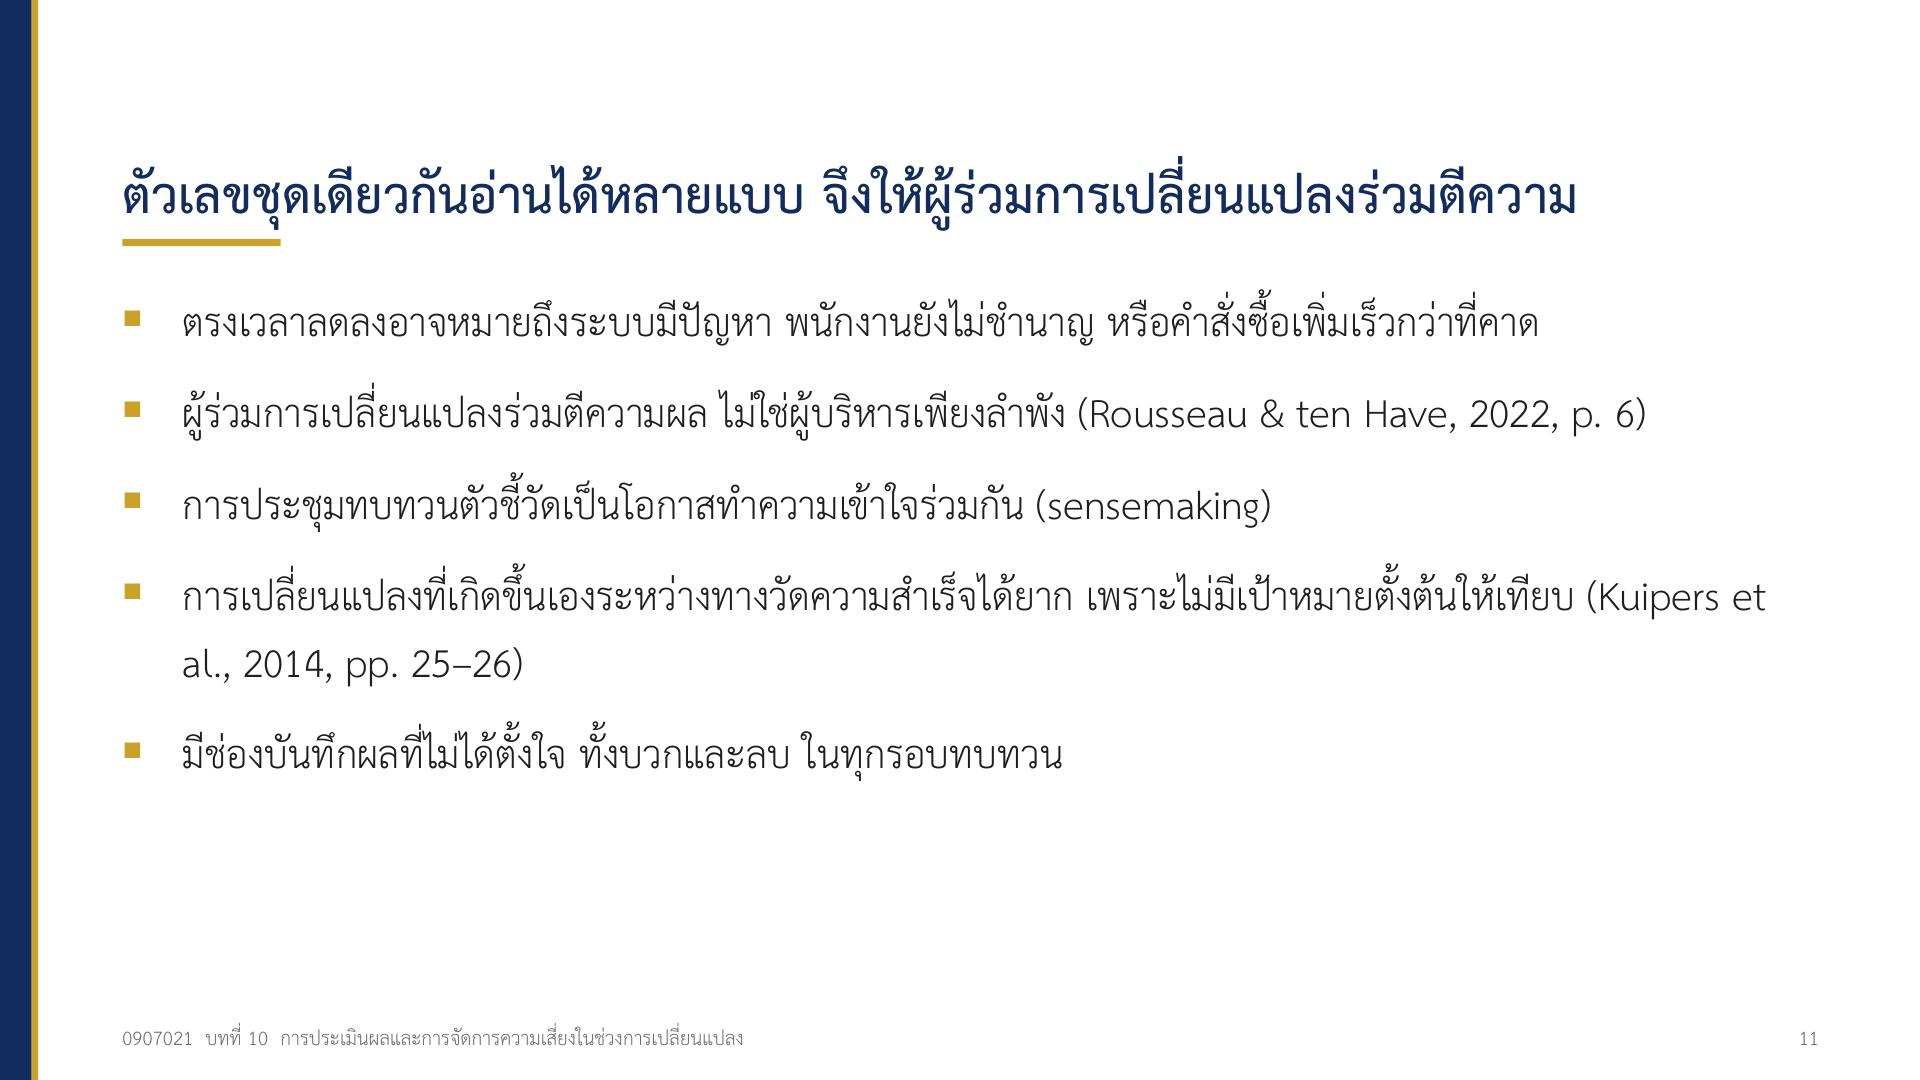 ตัวเลขชุดเดียวกันอ่านได้หลายแบบ จึงให้ผู้ร่วมการเปลี่ยนแปลงร่วมตีความ
ตรงเวลาลดลงอาจหมายถึงระบบมีปัญหา พนักงานยังไม่ชำนาญ หรือคำสั่งซื้อเพิ่มเร็วกว่าที่คาด
ผู้ร่วมการเปลี่ยนแปลงร่วมตีความผล ไม่ใช่ผู้บริหารเพียงลำพัง (Rousseau & ten Have, 2022, p. 6)
การประชุมทบทวนตัวชี้วัดเป็นโอกาสทำความเข้าใจร่วมกัน (sensemaking)
การเปลี่ยนแปลงที่เกิดขึ้นเองระหว่างทางวัดความสำเร็จได้ยาก เพราะไม่มีเป้าหมายตั้งต้นให้เทียบ (Kuipers et
al., 2014, pp. 25–26)
มีช่องบันทึกผลที่ไม่ได้ตั้งใจ ทั้งบวกและลบ ในทุกรอบทบทวน
0907021 บทที่ 10 การประเมินผลและการจัดการความเสี่ยงในช่วงการเปลี่ยนแปลง
11